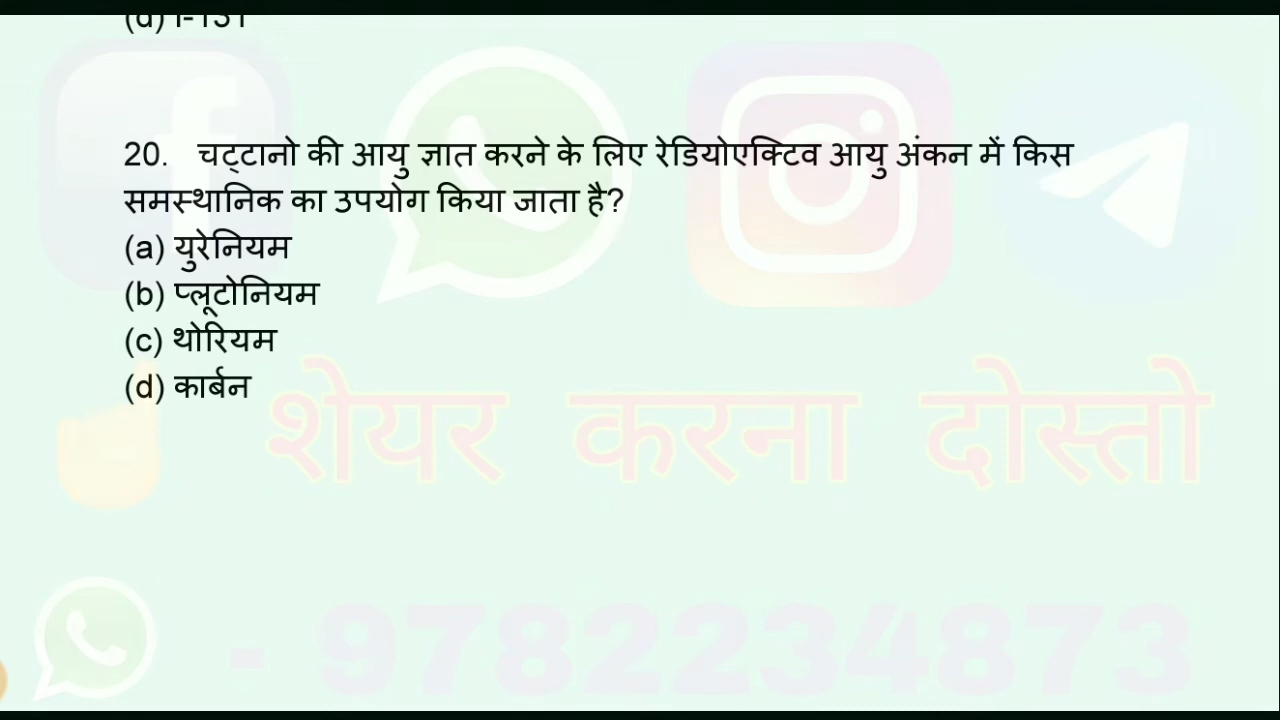 (d) I-131
20. चट्टानो की आयु ज्ञात करने के लिए रेडियोएक्टिव आयु अंकन में किस
समस्थानिक का उपयोग किया जाता है?
(a) युरेनियम
(b) प्लूटोनियम
(c) थोरियम
(d) कार्बन
शेयर करना दोस्तो
- 9782234873